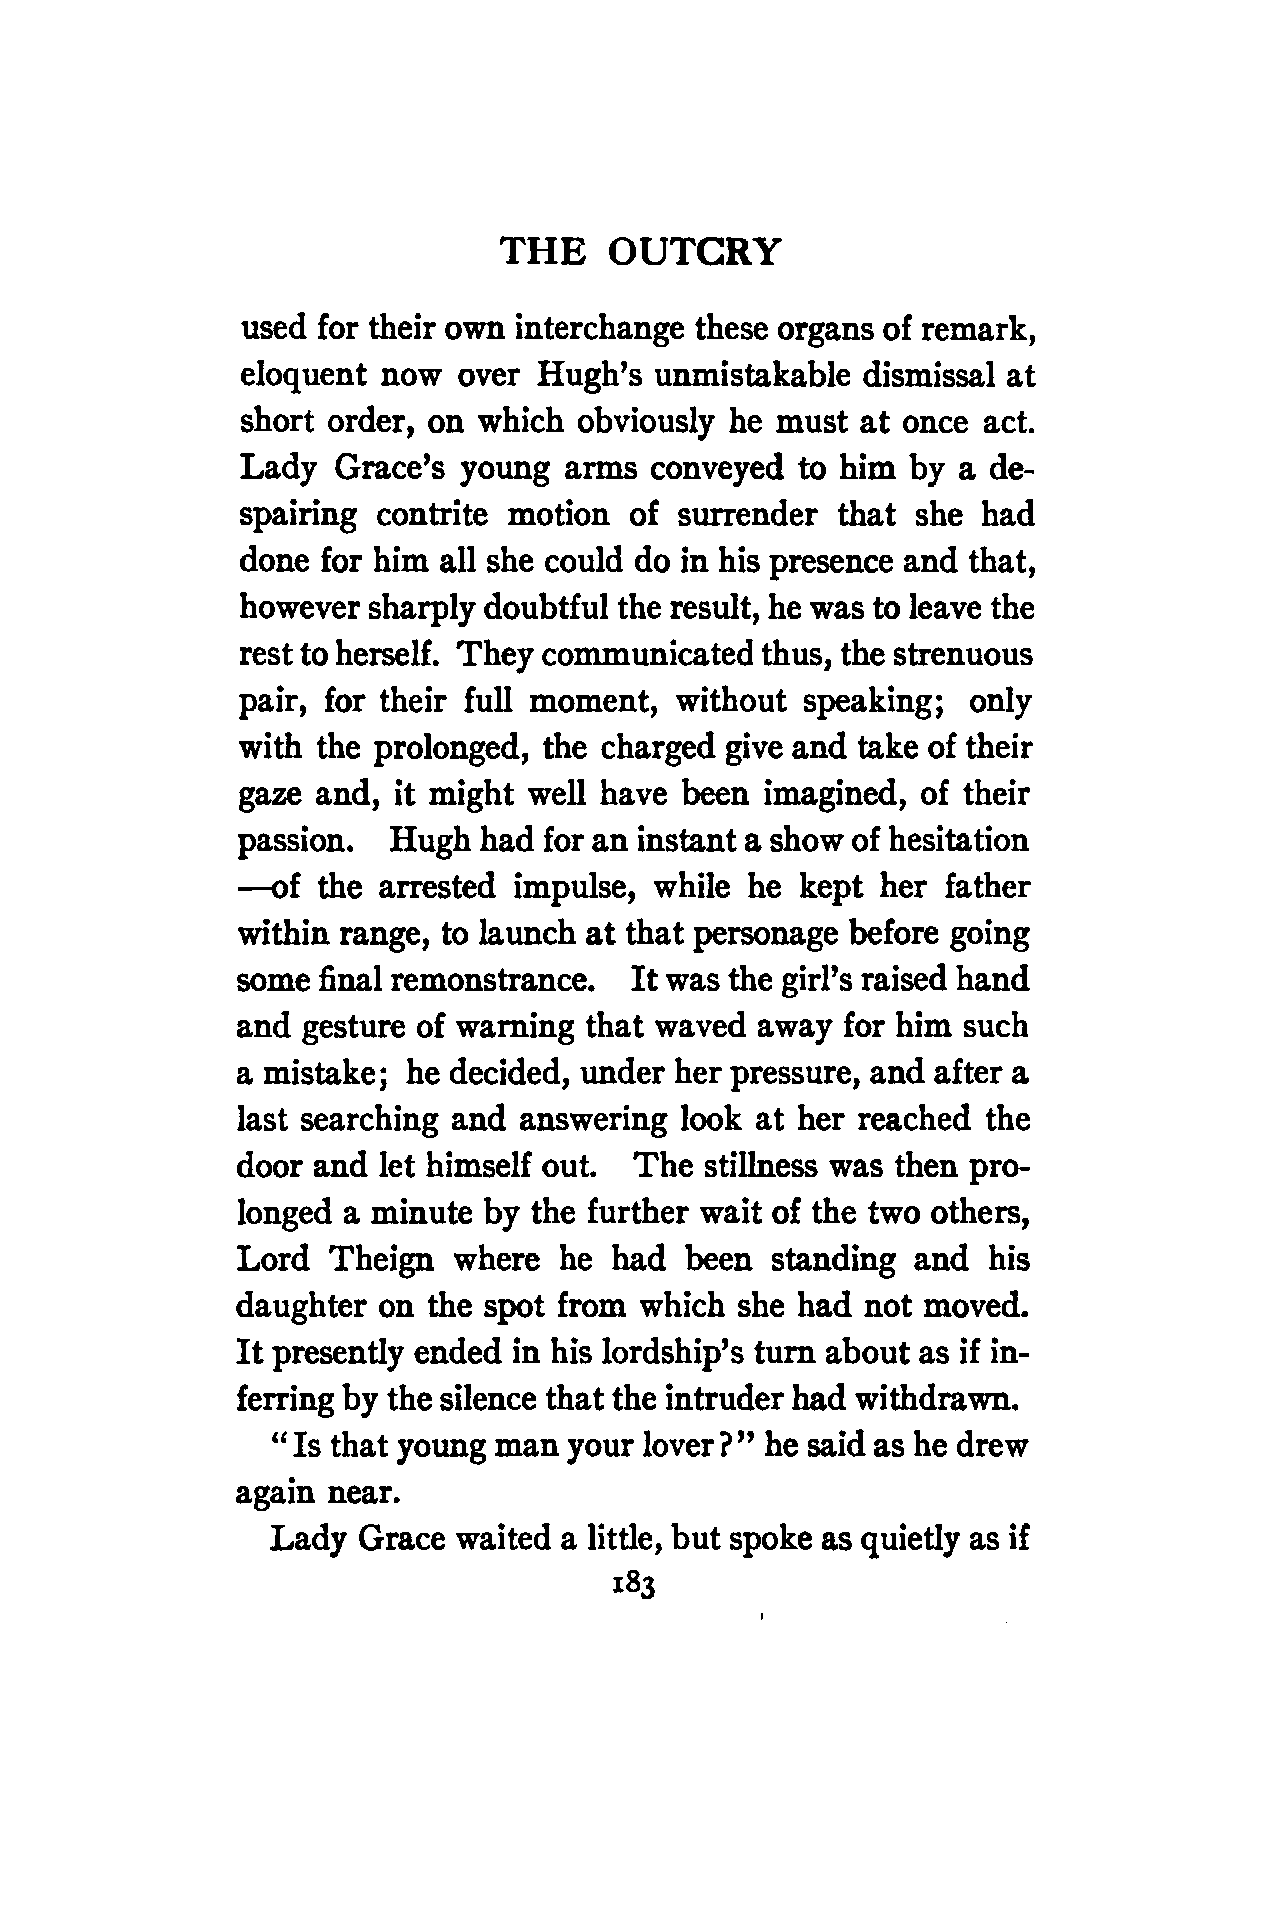 THE OUTCRY
used for their own interchange these organs of remark,
eloquent now over Hugh's unmistakable dismissal at
short order, on which obviously he must at once act.
Lady Grace's young arms conveyed to him by a de-
spairing contrite motion of surrender that she had
done for him all she could do in his presence and that,
however sharply doubtful the result, he was to leave the
rest to herself. They communicated thus, the strenuous
pair, for their full moment, without speaking; only
with the prolonged, the charged give and take of their
gaze and, it might well have been imagined, of their
passion. Hugh had for an instant a show of hesitation
—of the arrested impulse, while he kept her father
within range, to launch at that personage before going
some final remonstrance. It was the girl's raised hand
and gesture of warning that waved away for him such
a mistake; he decided, under her pressure, and after a
last searching and answering look at her reached the
door and let himself out. The stillness was then pro-
longed a minute by the further wait of the two others,
Lord Theign where he had been standing and his
daughter on the spot from which she had not moved.
It presently ended in his lordship's turn about as if in-
ferring by the silence that the intruder had withdrawn.
"Is that young man your lover?" he said as he drew
again near.
Lady Grace waited a little, but spoke as quietly as if
183